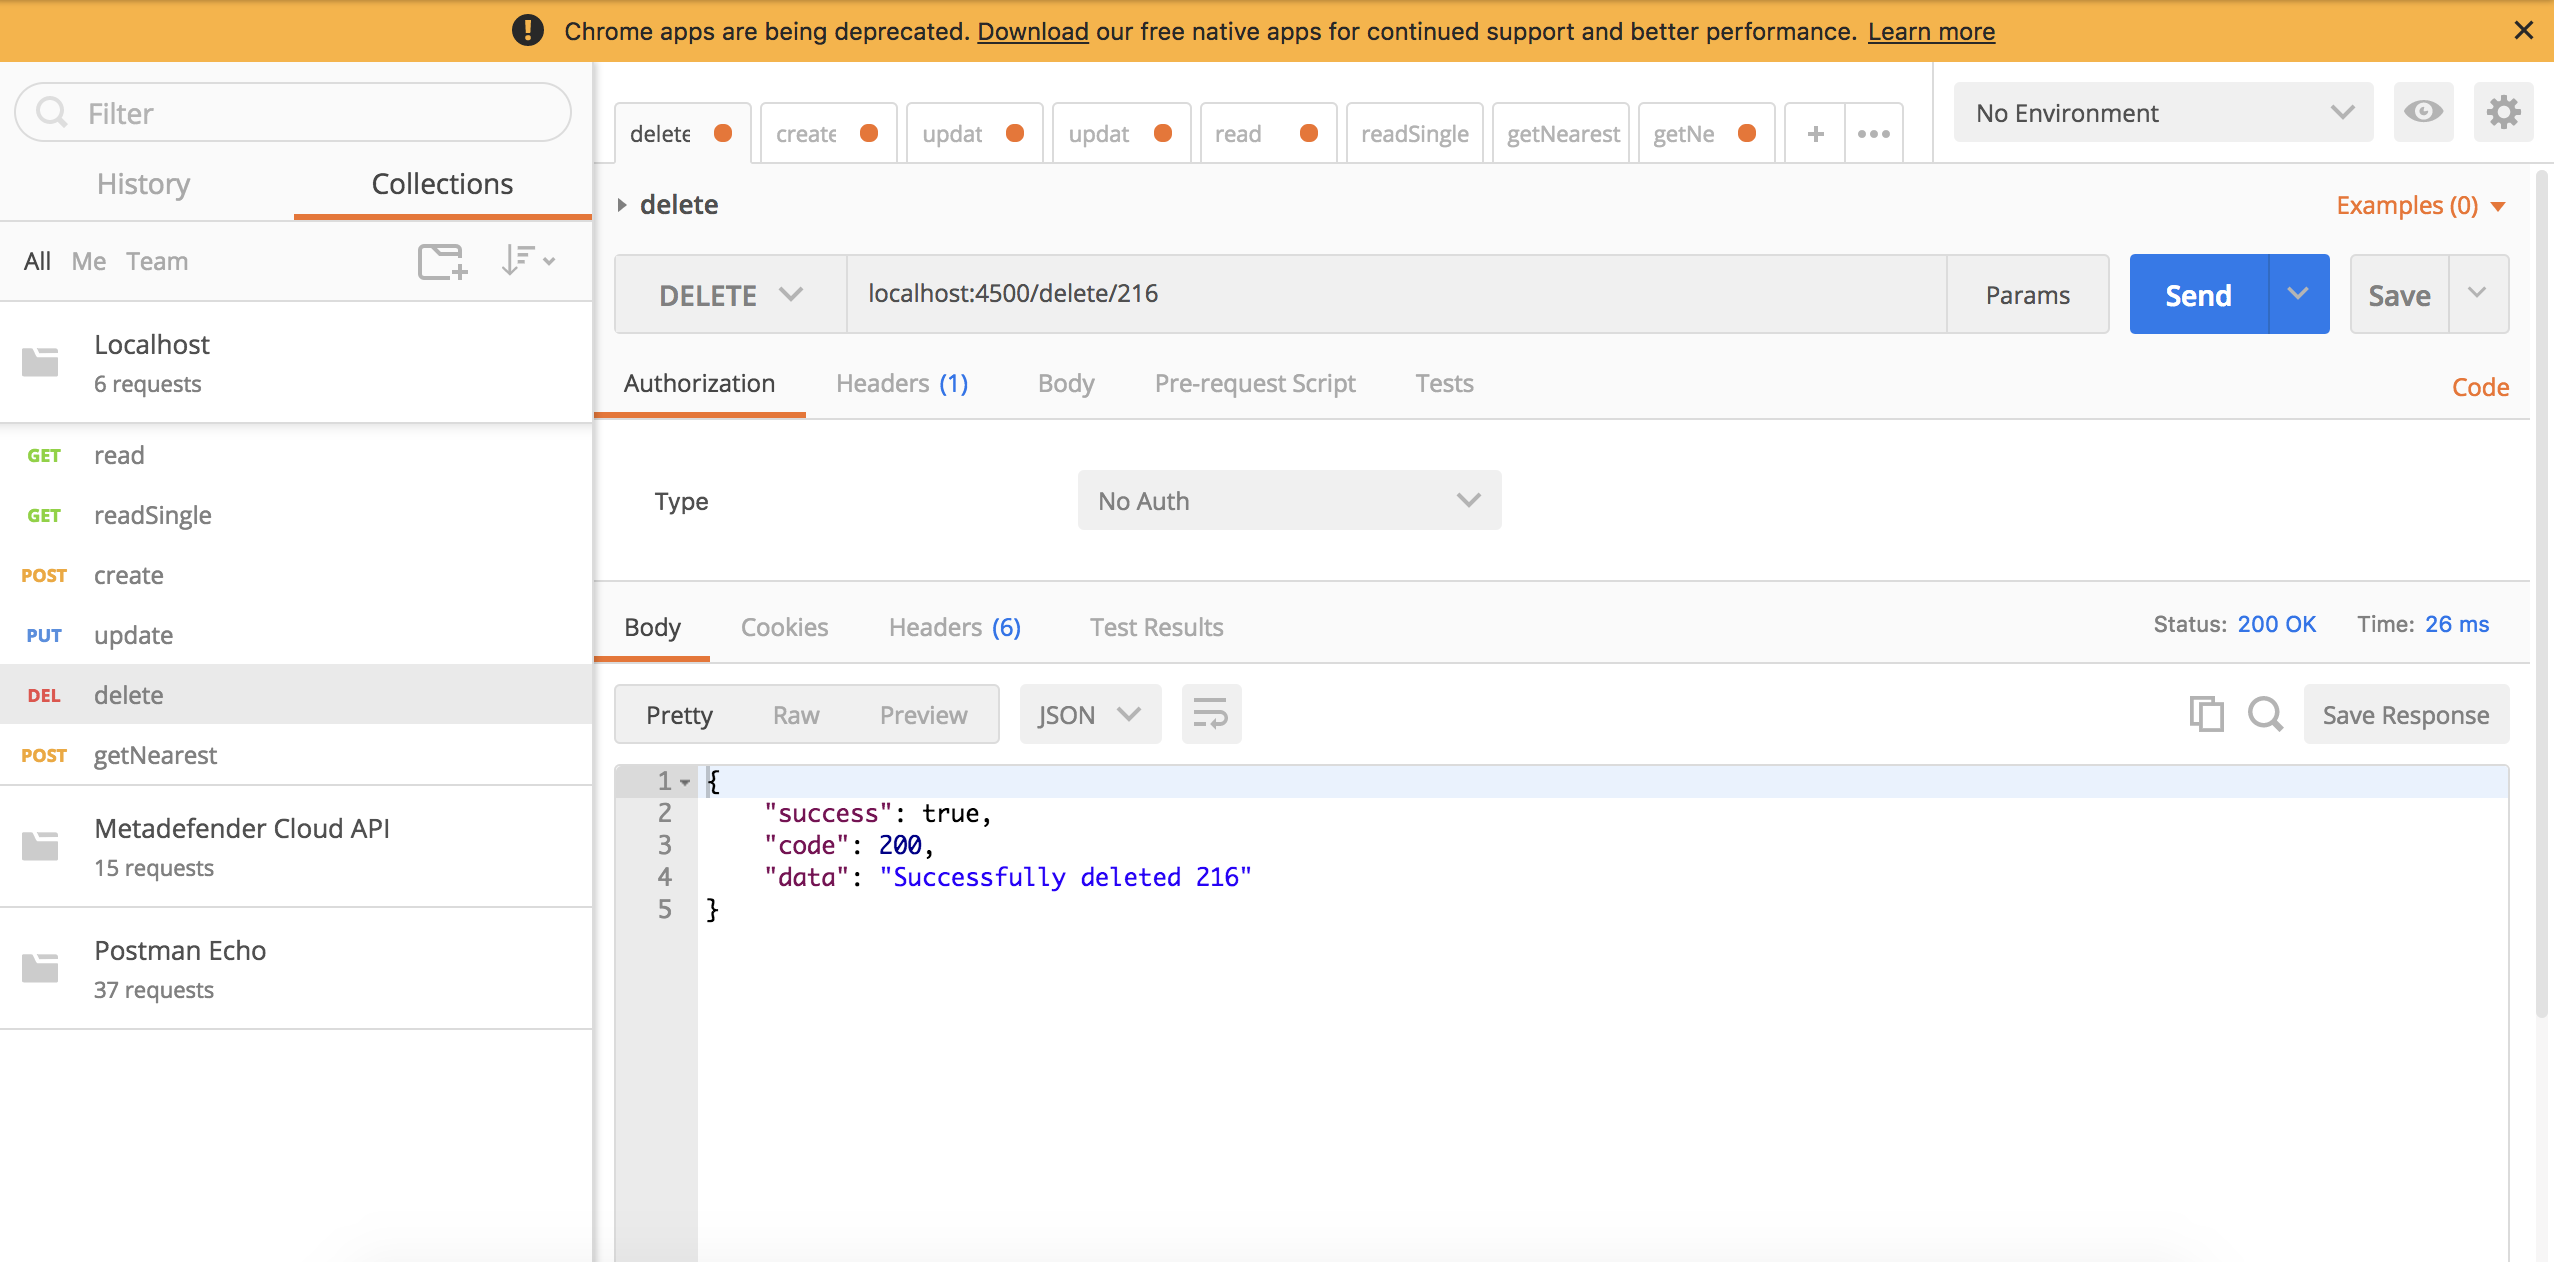 Chrome apps are being deprecated. Download our free native apps for continued support and better performance. Learn more
Filter
History Collections
All Me Team
Localhost
6 requests
GET read
GET readSingle
POST create
PUT update
DEL delete
POST getNearest
Metadefender Cloud API
15 requests
Postman Echo
37 requests
delete create updat updat read readSingle getNearest getNe + •••
No Environment
delete
Examples (0)
DELETE localhost:4500/delete/216 Params Send Save
Authorization Headers (1) Body Pre-request Script Tests Code
Type No Auth
Body Cookies Headers (6) Test Results Status: 200 OK Time: 26 ms
Pretty Raw Preview JSON Save Response
1 {
2 "success": true,
3 "code": 200,
4 "data": "Successfully deleted 216"
5 }